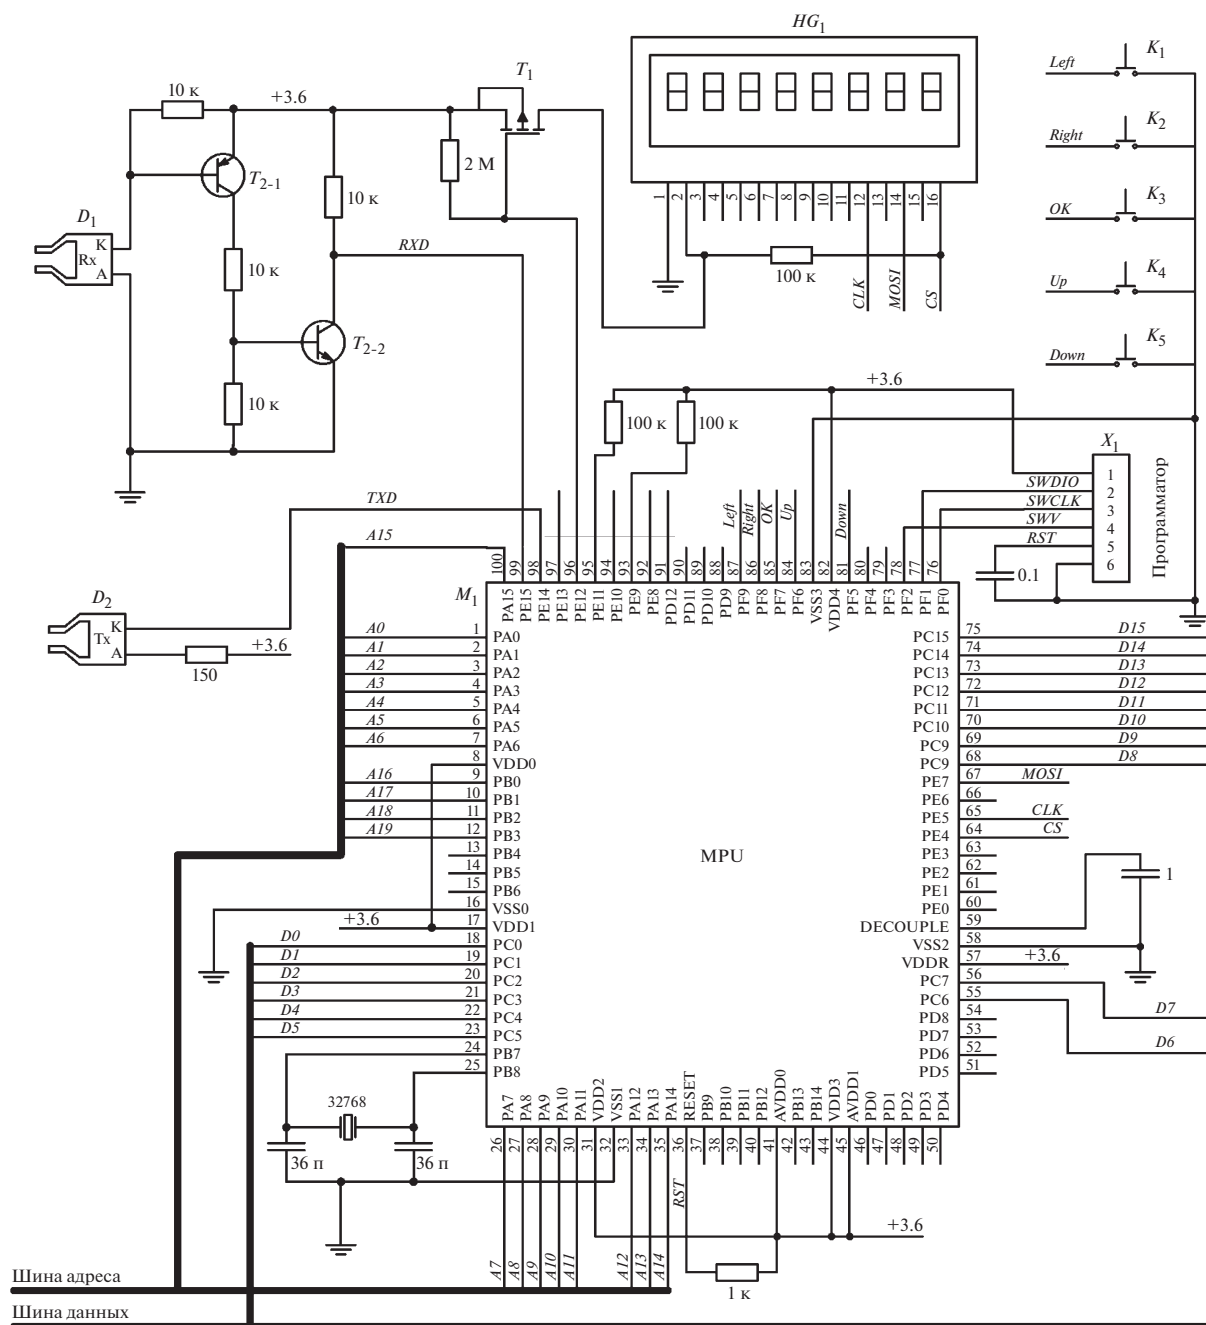 HG1
T1
K1
Left
10 к
+3.6
K2
Right
2 М
T2-1
10 к
K3
OK
D1
K
Rx
A
1 2 3 4 5 6 7 8 9 10 11 12 13 14 15 16
RXD
10 к
100 к
CLK
MOSI
CS
K4
Up
T2-2
K5
Down
10 к
+3.6
100 к
100 к
X1
1
2
3
4
5
6
Программатор
SWDIO
SWCLK
SWV
RST
0.1
TXD
A15
Left
Right
OK
Up
Down
100 99 98 97 96 95 94 93 92 91 90 89 88 87 86 85 84 83 82 81 80 79 78 77 76
PA15 PE15 PE14 PE13 PE12 PE11 PE10 PE9 PE8 PD12 PD11 PD10 PD9 PF9 PF8 PF7 PF6 VSS3 VDD4 PF5 PF4 PF3 PF2 PF1 PF0
M1
D2
K
Tx
A
150
+3.6
A0 1 PA0
A1 2 PA1
A2 3 PA2
A3 4 PA3
A4 5 PA4
A5 6 PA5
A6 7 PA6
8 VDD0
A16 9 PB0
A17 10 PB1
A18 11 PB2
A19 12 PB3
13 PB4
14 PB5
15 PB6
16 VSS0
+3.6 17 VDD1
D0 18 PC0
D1 19 PC1
D2 20 PC2
D3 21 PC3
D4 22 PC4
D5 23 PC5
24 PB7
25 PB8
MPU
PC15 75 D15
PC14 74 D14
PC13 73 D13
PC12 72 D12
PC11 71 D11
PC10 70 D10
PC9 69 D9
PC9 68 D8
PE7 67 MOSI
PE6 66
PE5 65 CLK
PE4 64 CS
PE3 63
PE2 62
PE1 61
PE0 60
DECOUPLE 59
1
VSS2 58
VDDR 57 +3.6
PC7 56 D7
PC6 55 D6
PD8 54
PD7 53
PD6 52
PD5 51
PA7 PA8 PA9 PA10 PA11 VDD2 VSS1 PA12 PA13 PA14 RESET PB9 PB10 PB11 PB12 AVDD0 PB13 PB14 VDD3 AVDD1 PD0 PD1 PD2 PD3 PD4
26 27 28 29 30 31 32 33 34 35 36 37 38 39 40 41 42 43 44 45 46 47 48 49 50
32768
36 п
36 п
RST
+3.6
A7 A8 A9 A10 A11 A12 A13 A14
1 к
Шина адреса
Шина данных